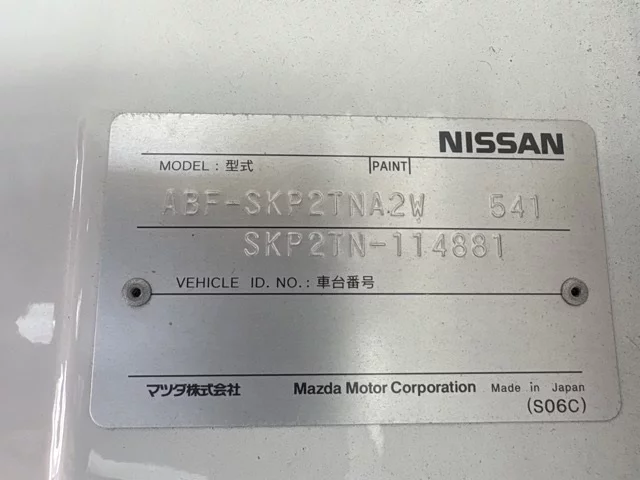 NISSAN
MODEL : 型式 PAINT
ABF-SKP2TNA2W 541
SKP2TN-114881
VEHICLE ID. NO. : 車台番号
マツダ株式会社 Mazda Motor Corporation Made in Japan
(S06C)